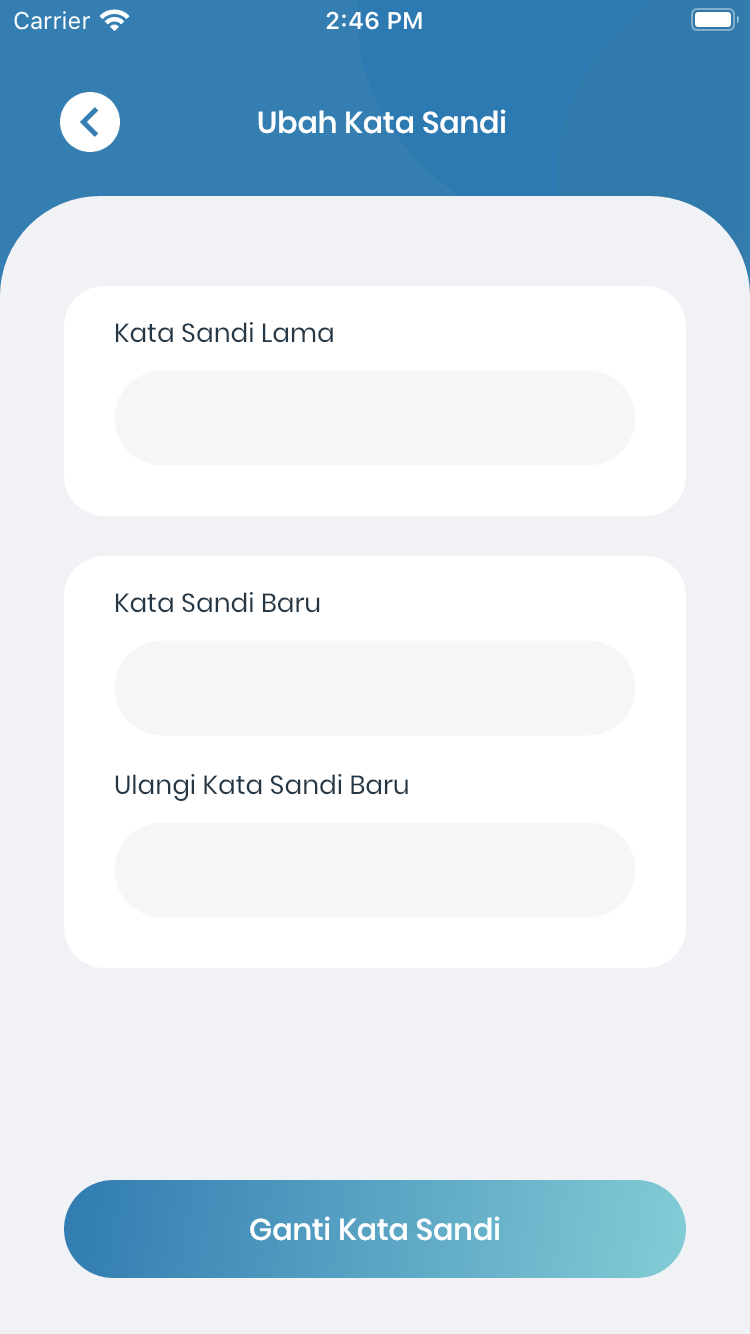 Carrier 2:46 PM
Ubah Kata Sandi
Kata Sandi Lama
Kata Sandi Baru
Ulangi Kata Sandi Baru
Ganti Kata Sandi